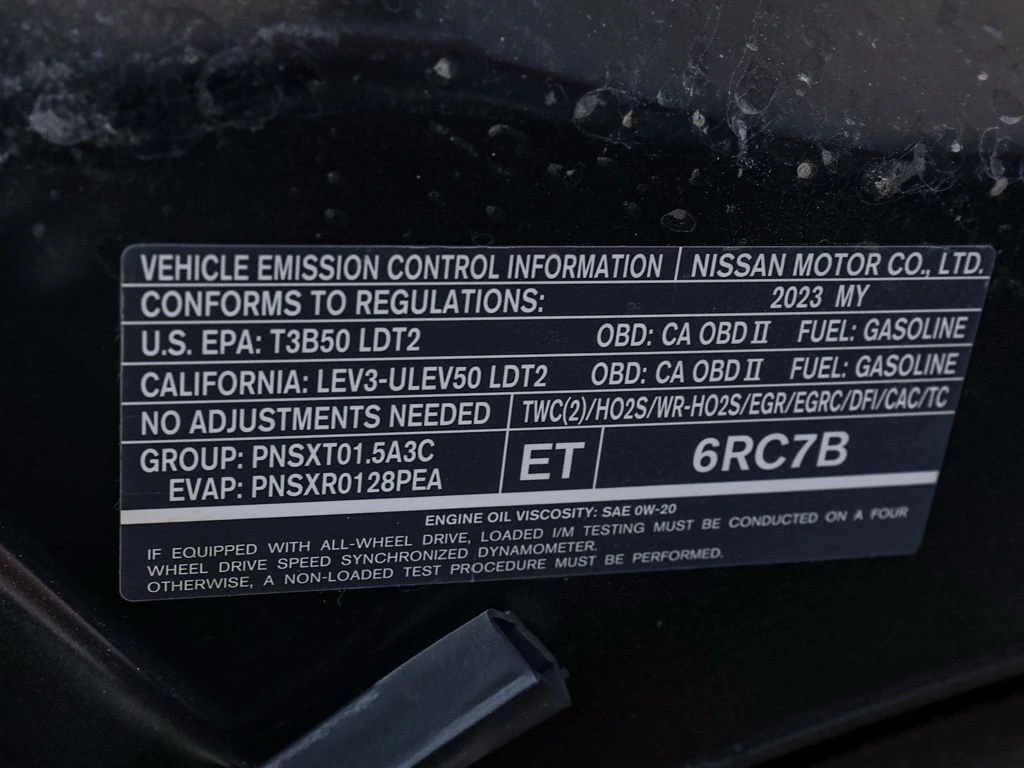 VEHICLE EMISSION CONTROL INFORMATION | NISSAN MOTOR CO., LTD.
CONFORMS TO REGULATIONS: 2023 MY
U.S. EPA: T3B50 LDT2 OBD: CA OBD II FUEL: GASOLINE
CALIFORNIA: LEV3-ULEV50 LDT2 OBD: CA OBD II FUEL: GASOLINE
NO ADJUSTMENTS NEEDED TWC(2)/HO2S/WR-HO2S/EGR/EGRC/DFI/CAC/TC
GROUP: PNSXT01.5A3C ET 6RC7B
EVAP: PNSXR0128PEA
ENGINE OIL VISCOSITY: SAE 0W-20
IF EQUIPPED WITH ALL-WHEEL DRIVE, LOADED I/M TESTING MUST BE CONDUCTED ON A FOUR
WHEEL DRIVE SPEED SYNCHRONIZED DYNAMOMETER.
OTHERWISE, A NON-LOADED TEST PROCEDURE MUST BE PERFORMED.